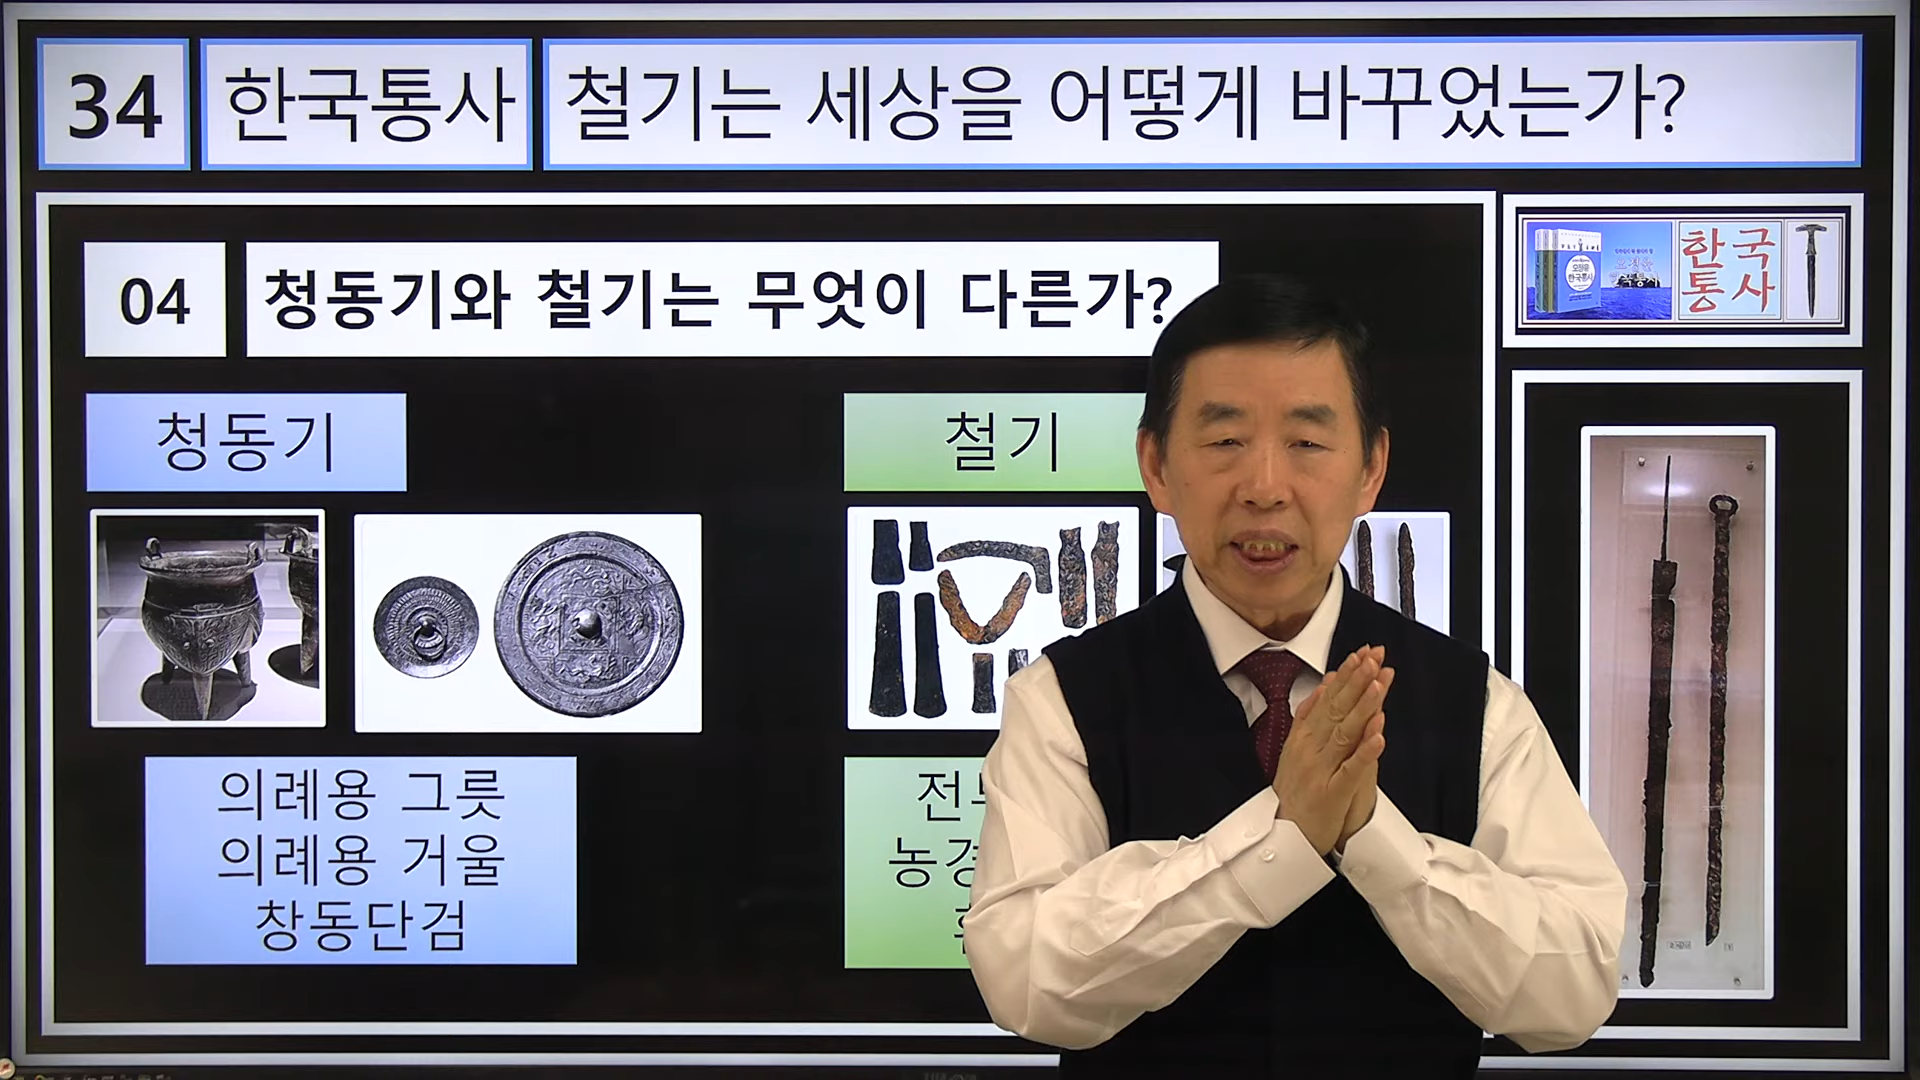 34 한국통사 철기는 세상을 어떻게 바꾸었는가?
한국
통사
04 청동기와 철기는 무엇이 다른가?
청동기
철기
의례용 그릇
의례용 거울
창동단검
농경